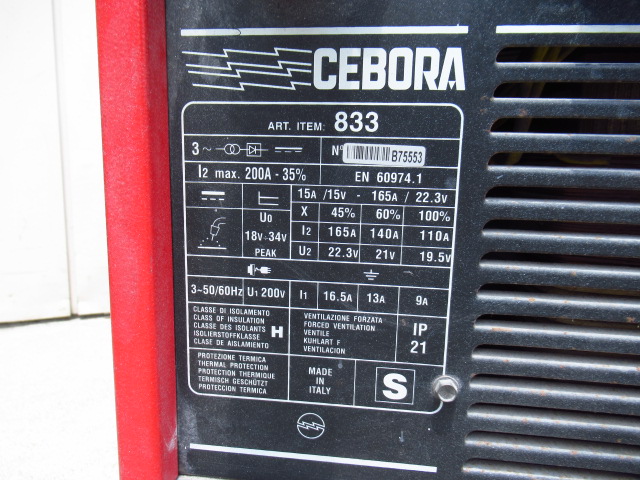 CEBORA
ART. ITEM: 833
3~ N° B75553
I2 max. 200A - 35% EN 60974.1
15A /15V - 165A / 22.3V
X 45% 60% 100%
U0 18V÷34V PEAK
I2 165A 140A 110A
U2 22.3V 21V 19.5V
3~50/60Hz U1 200V I1 16.5A 13A 9A
CLASSE DI ISOLAMENTO
CLASS OF INSULATION
CLASSE DES ISOLANTS
ISOLIERSTOFFKLASSE
CLASE DE AISLAMIENTO
H
VENTILAZIONE FORZATA
FORCED VENTILATION
VENTILE
KUHLART F
VENTILACION
IP
21
PROTEZIONE TERMICA
THERMAL PROTECTION
PROTECTION THERMIQUE
TERMISCH GESCHÜTZT
PROTECCION TERMICA
MADE
IN
ITALY
S